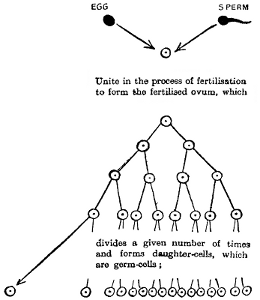 EGG SPERM
Unite in the process of fertilisation
to form the fertilised ovum, which
divides a given number of times
and forms daughter-cells, which
are germ-cells;